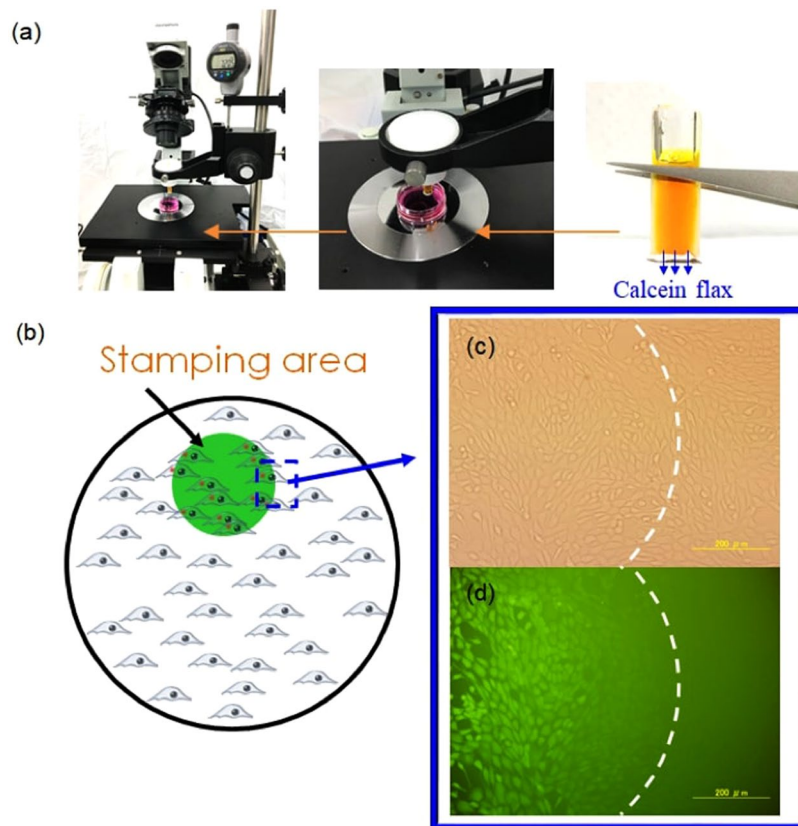 (a)
Calcein flax
(b)
Stamping area
(c)
200 μm
(d)
200 μm